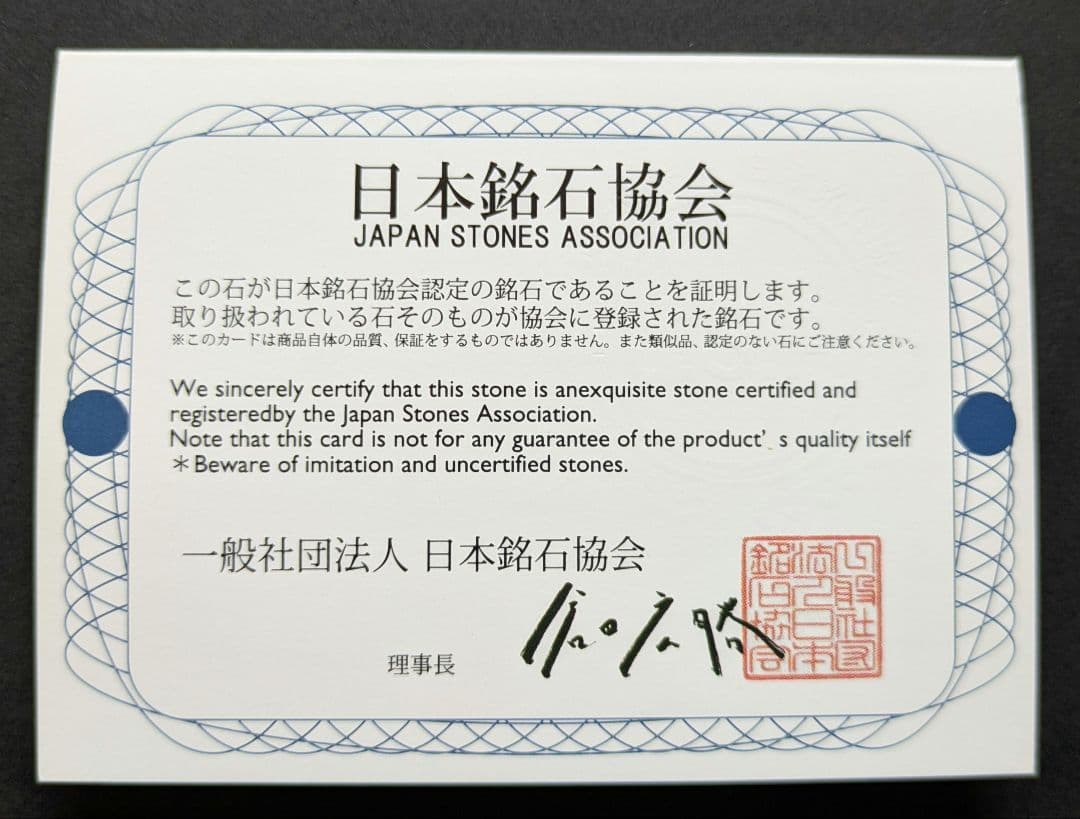 日本銘石協会
JAPAN STONES ASSOCIATION
この石が日本銘石協会認定の銘石であることを証明します。
取り扱われている石そのものが協会に登録された銘石です。
※このカードは商品自体の品質、保証をするものではありません。また類似品、認定のない石にご注意ください。
We sincerely certify that this stone is anexquisite stone certified and
registeredby the Japan Stones Association.
Note that this card is not for any guarantee of the product’ s quality itself
＊Beware of imitation and uncertified stones.
一般社団法人 日本銘石協会
理事長